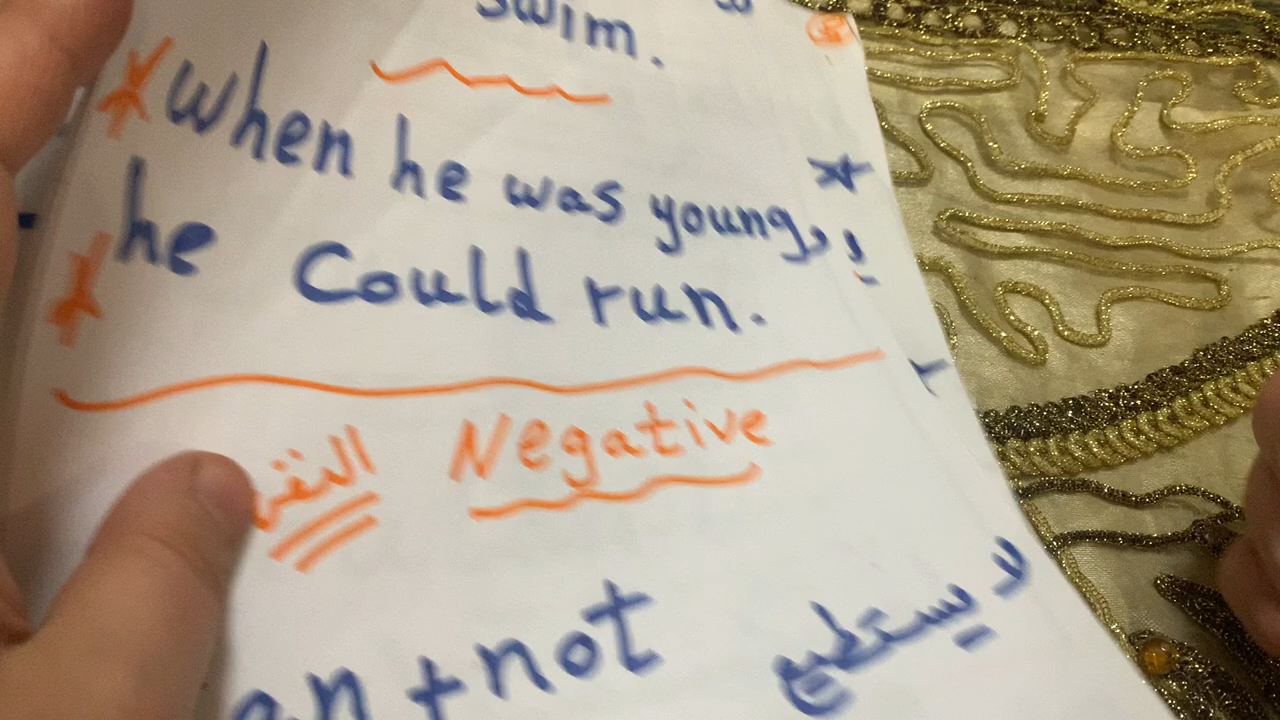 swim.
When he was young,
he Could run.
النفي Negative
an + not لا يستطيع